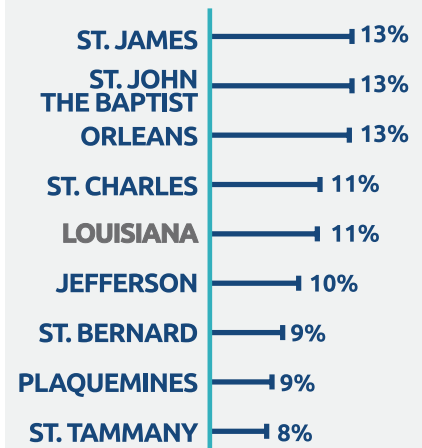 ST. JAMES 13%
ST. JOHN
THE BAPTIST 13%
ORLEANS 13%
ST. CHARLES 11%
LOUISIANA 11%
JEFFERSON 10%
ST. BERNARD 9%
PLAQUEMINES 9%
ST. TAMMANY 8%